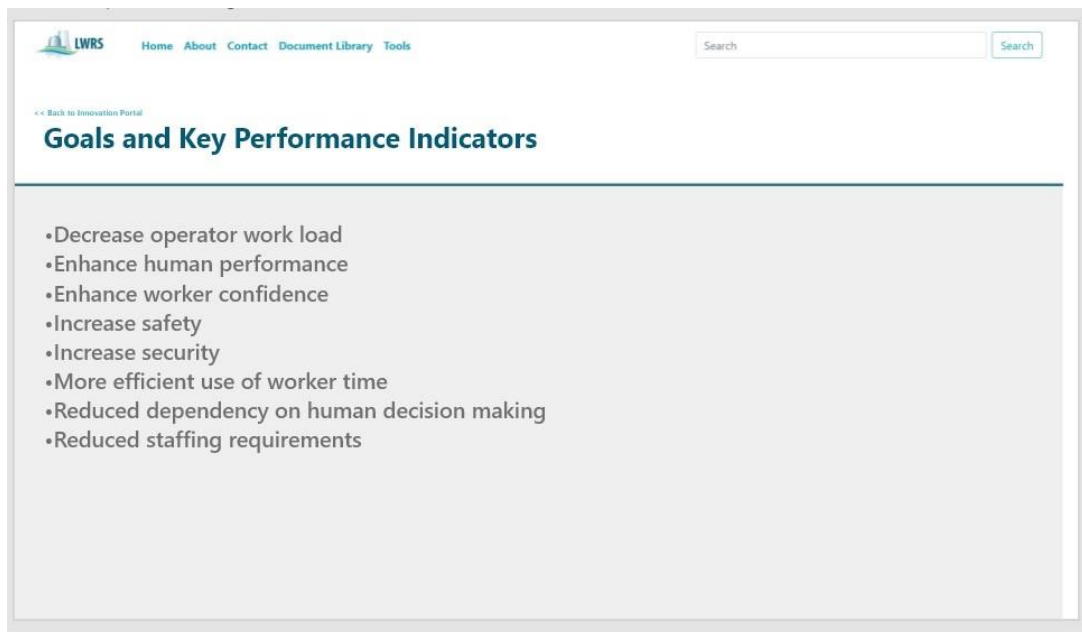 LWRS
Home About Contact Document Library Tools
Search
Search
<< Back to Innovation Portal
Goals and Key Performance Indicators
•Decrease operator work load
•Enhance human performance
•Enhance worker confidence
•Increase safety
•Increase security
•More efficient use of worker time
•Reduced dependency on human decision making
•Reduced staffing requirements